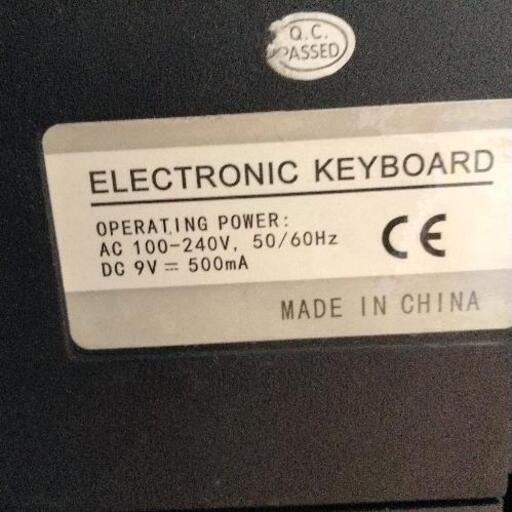 Q.C.
PASSED
ELECTRONIC KEYBOARD
OPERATING POWER:
AC 100-240V, 50/60Hz
DC 9V ⎓ 500mA
CE
MADE IN CHINA